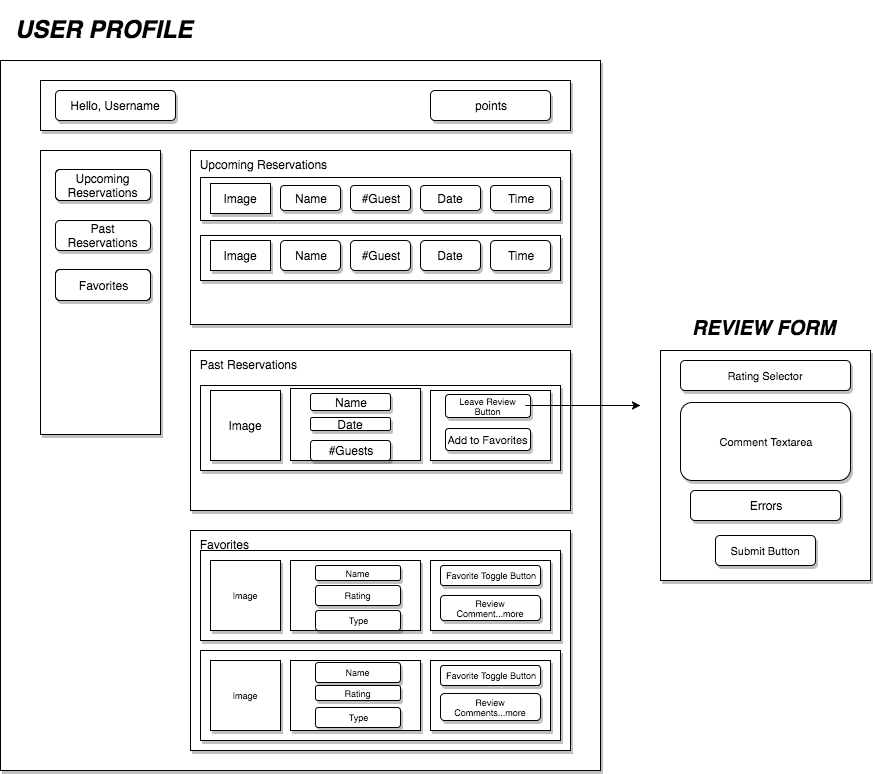 USER PROFILE
Hello, Username
points
Upcoming
Reservations
Past
Reservations
Favorites
Upcoming Reservations
Image
Name
#Guest
Date
Time
Image
Name
#Guest
Date
Time
Past Reservations
Image
Name
Date
#Guests
Leave Review
Button
Add to Favorites
Favorites
Image
Name
Rating
Type
Favorite Toggle Button
Review
Comment...more
Image
Name
Rating
Type
Favorite Toggle Button
Review
Comments...more
REVIEW FORM
Rating Selector
Comment Textarea
Errors
Submit Button